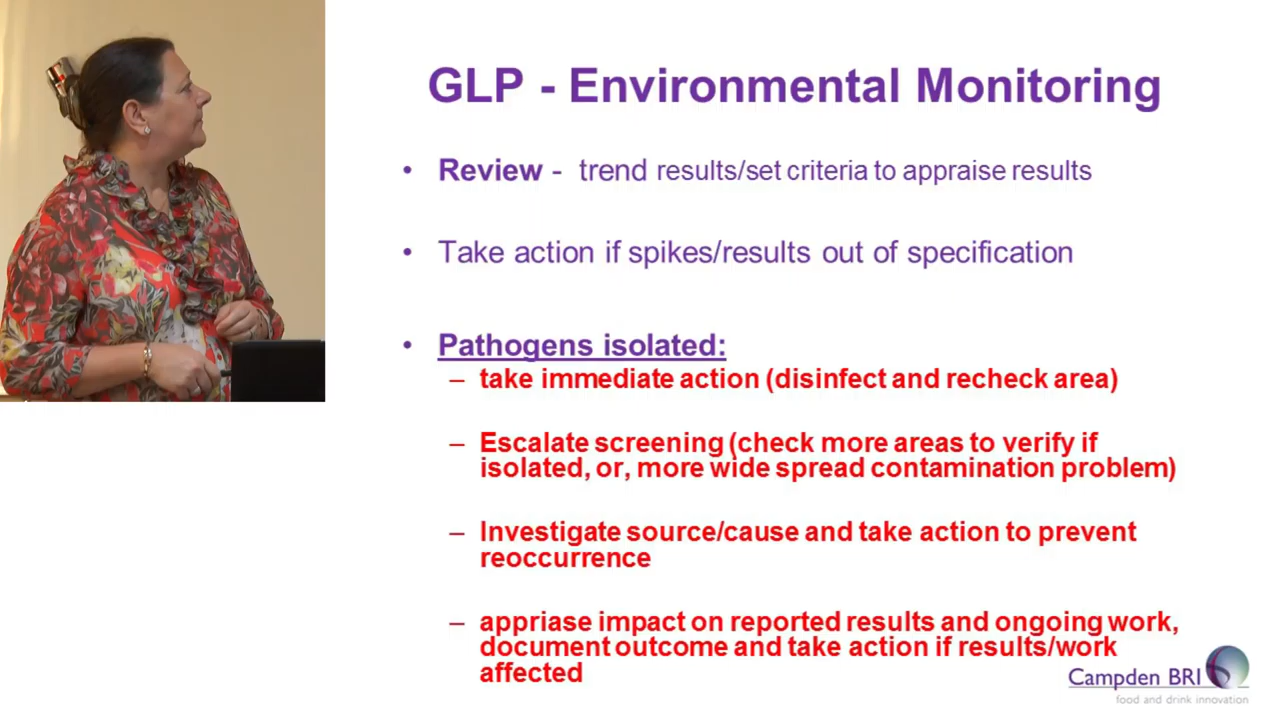 GLP - Environmental Monitoring
• Review - trend results/set criteria to appraise results
• Take action if spikes/results out of specification
• Pathogens isolated:
– take immediate action (disinfect and recheck area)
– Escalate screening (check more areas to verify if
isolated, or, more wide spread contamination problem)
– Investigate source/cause and take action to prevent
reoccurrence
– appriase impact on reported results and ongoing work,
document outcome and take action if results/work
affected
Campden BRI
food and drink innovation